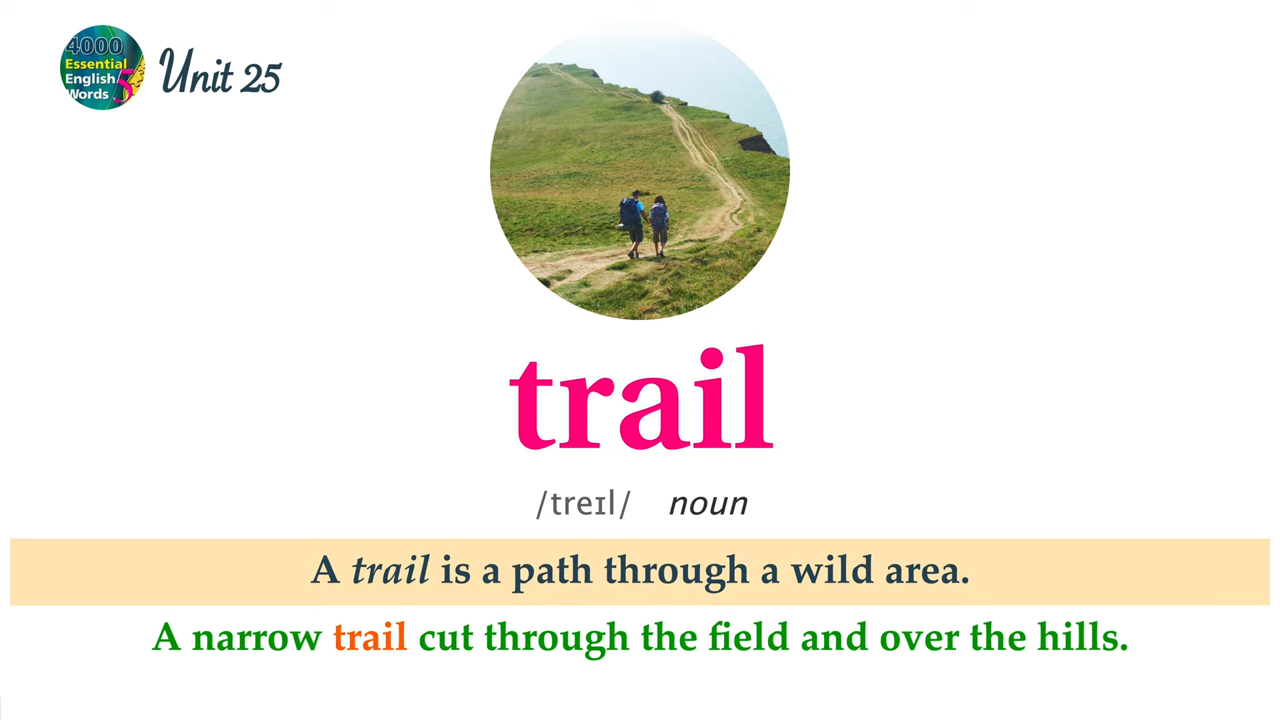 4000
Essential
English
Words 5
Unit 25
trail
/treɪl/ noun
A trail is a path through a wild area.
A narrow trail cut through the field and over the hills.